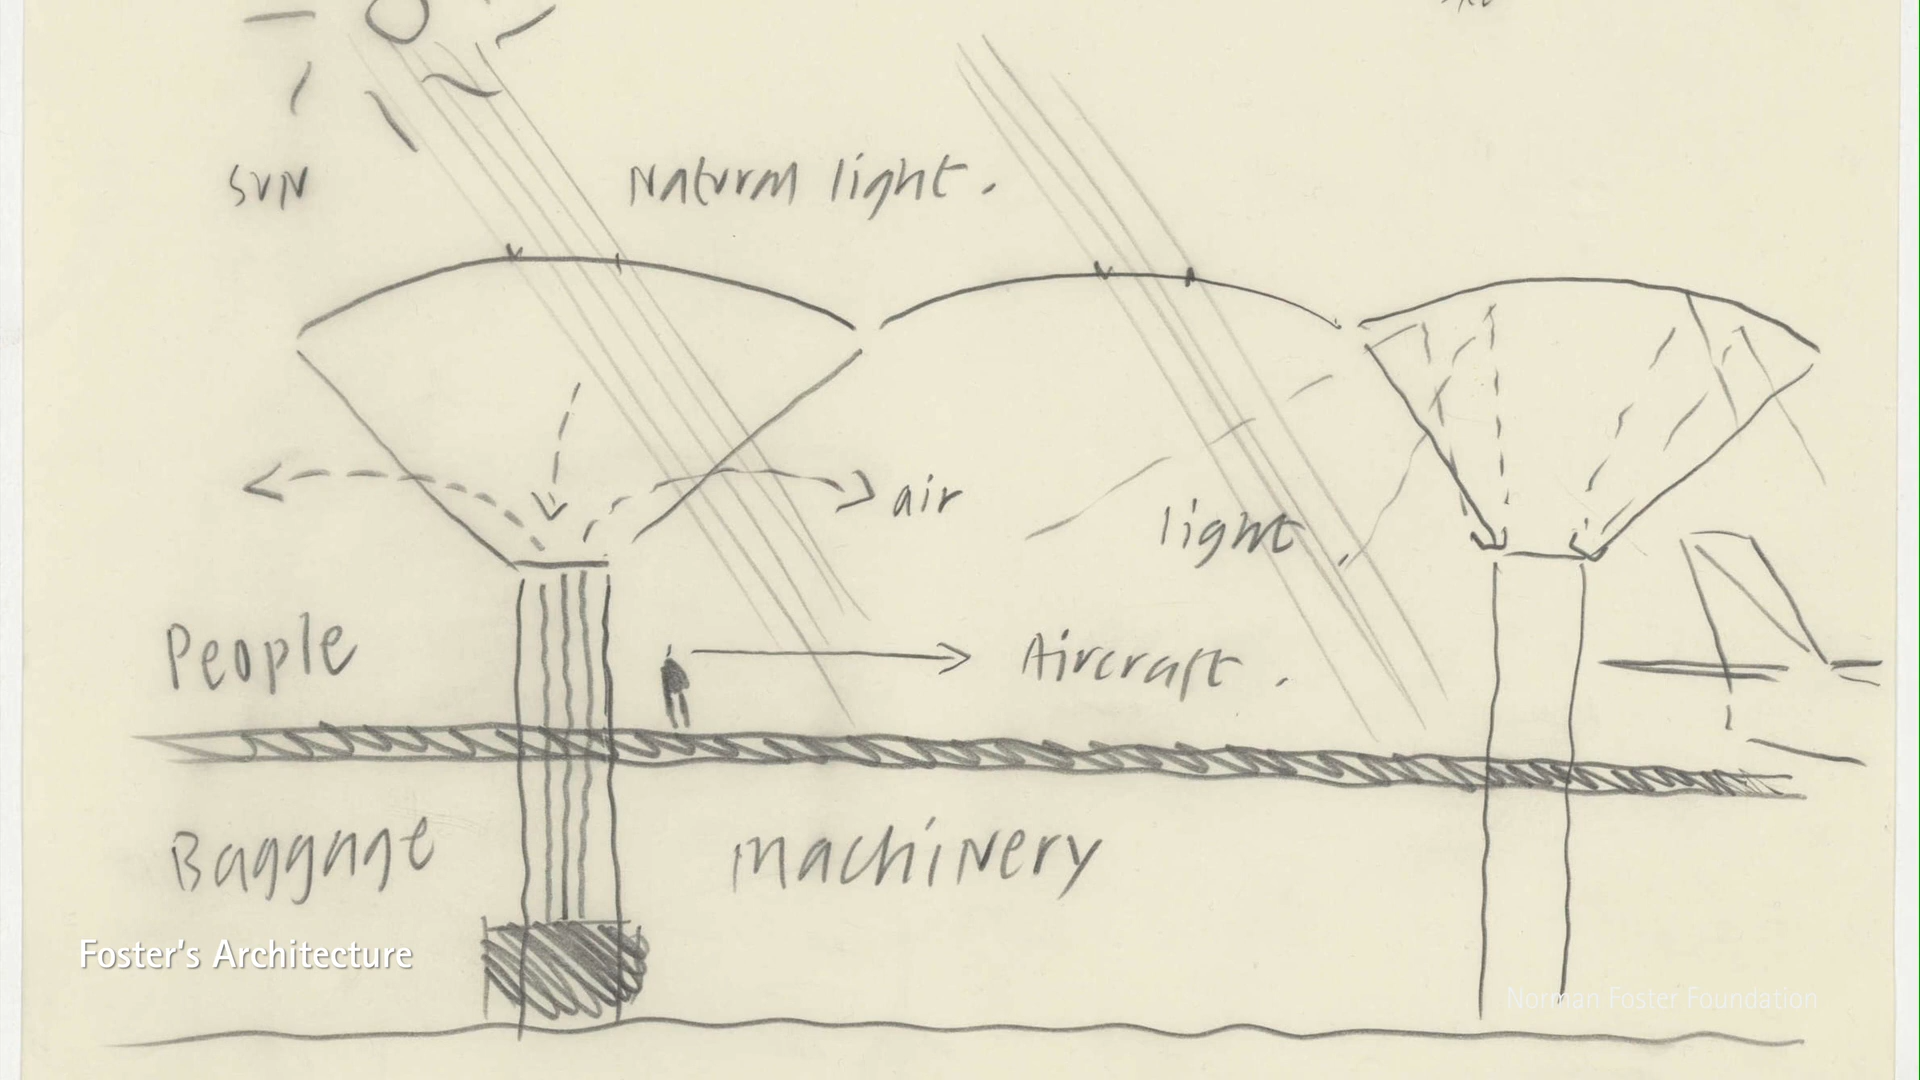 SUN
Natural light.
air
light
People
Aircraft.
Baggage
machinery
Foster's Architecture
Norman Foster Foundation